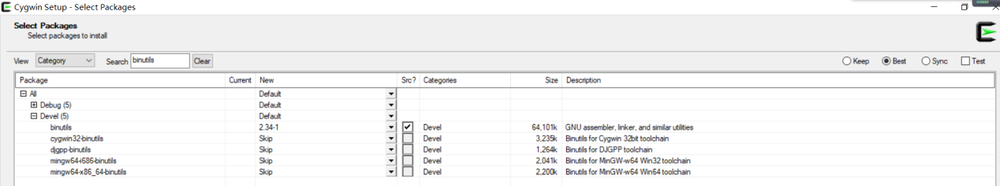 Cygwin Setup - Select Packages
Select Packages
Select packages to install
View Category Search binutils Clear Keep Best Sync Test
Package Current New Src? Categories Size Description
All Default
Debug (5) Default
Devel (5) Default
binutils 2.34-1 Devel 64,101k GNU assembler, linker, and similar utilities
cygwin32-binutils Skip Devel 3,235k Binutils for Cygwin 32bit toolchain
djgpp-binutils Skip Devel 1,264k Binutils for DJGPP toolchain
mingw64-i686-binutils Skip Devel 2,041k Binutils for MinGW-w64 Win32 toolchain
mingw64-x86_64-binutils Skip Devel 2,200k Binutils for MinGW-w64 Win64 toolchain